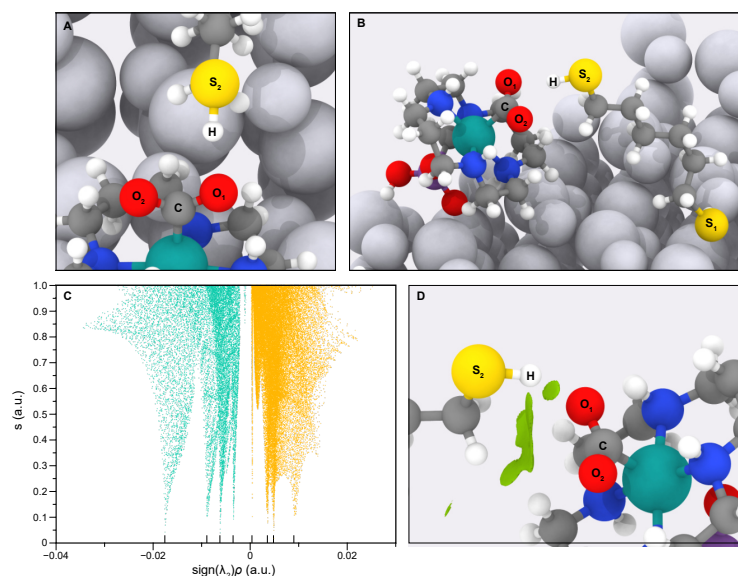 A
S₂
H
O₂
C
O₁
B
O₁
H
S₂
C
O₂
S₁
C
1.0
0.9
0.8
0.7
0.6
0.5
0.4
0.3
0.2
0.1
0
s (a.u.)
−0.04
−0.02
0
0.02
sign(λ₂)ρ (a.u.)
D
S₂
H
O₁
C
O₂